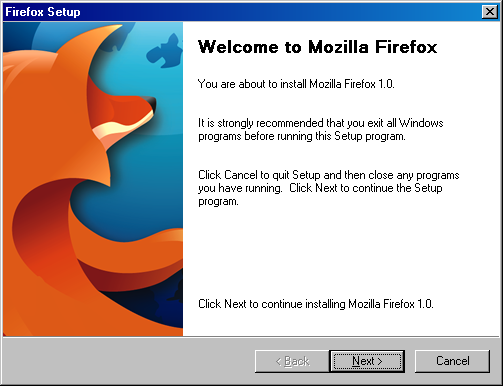 Firefox Setup
Welcome to Mozilla Firefox
You are about to install Mozilla Firefox 1.0.
It is strongly recommended that you exit all Windows
programs before running this Setup program.
Click Cancel to quit Setup and then close any programs
you have running.  Click Next to continue the Setup
program.
Click Next to continue installing Mozilla Firefox 1.0.
< Back
Next >
Cancel